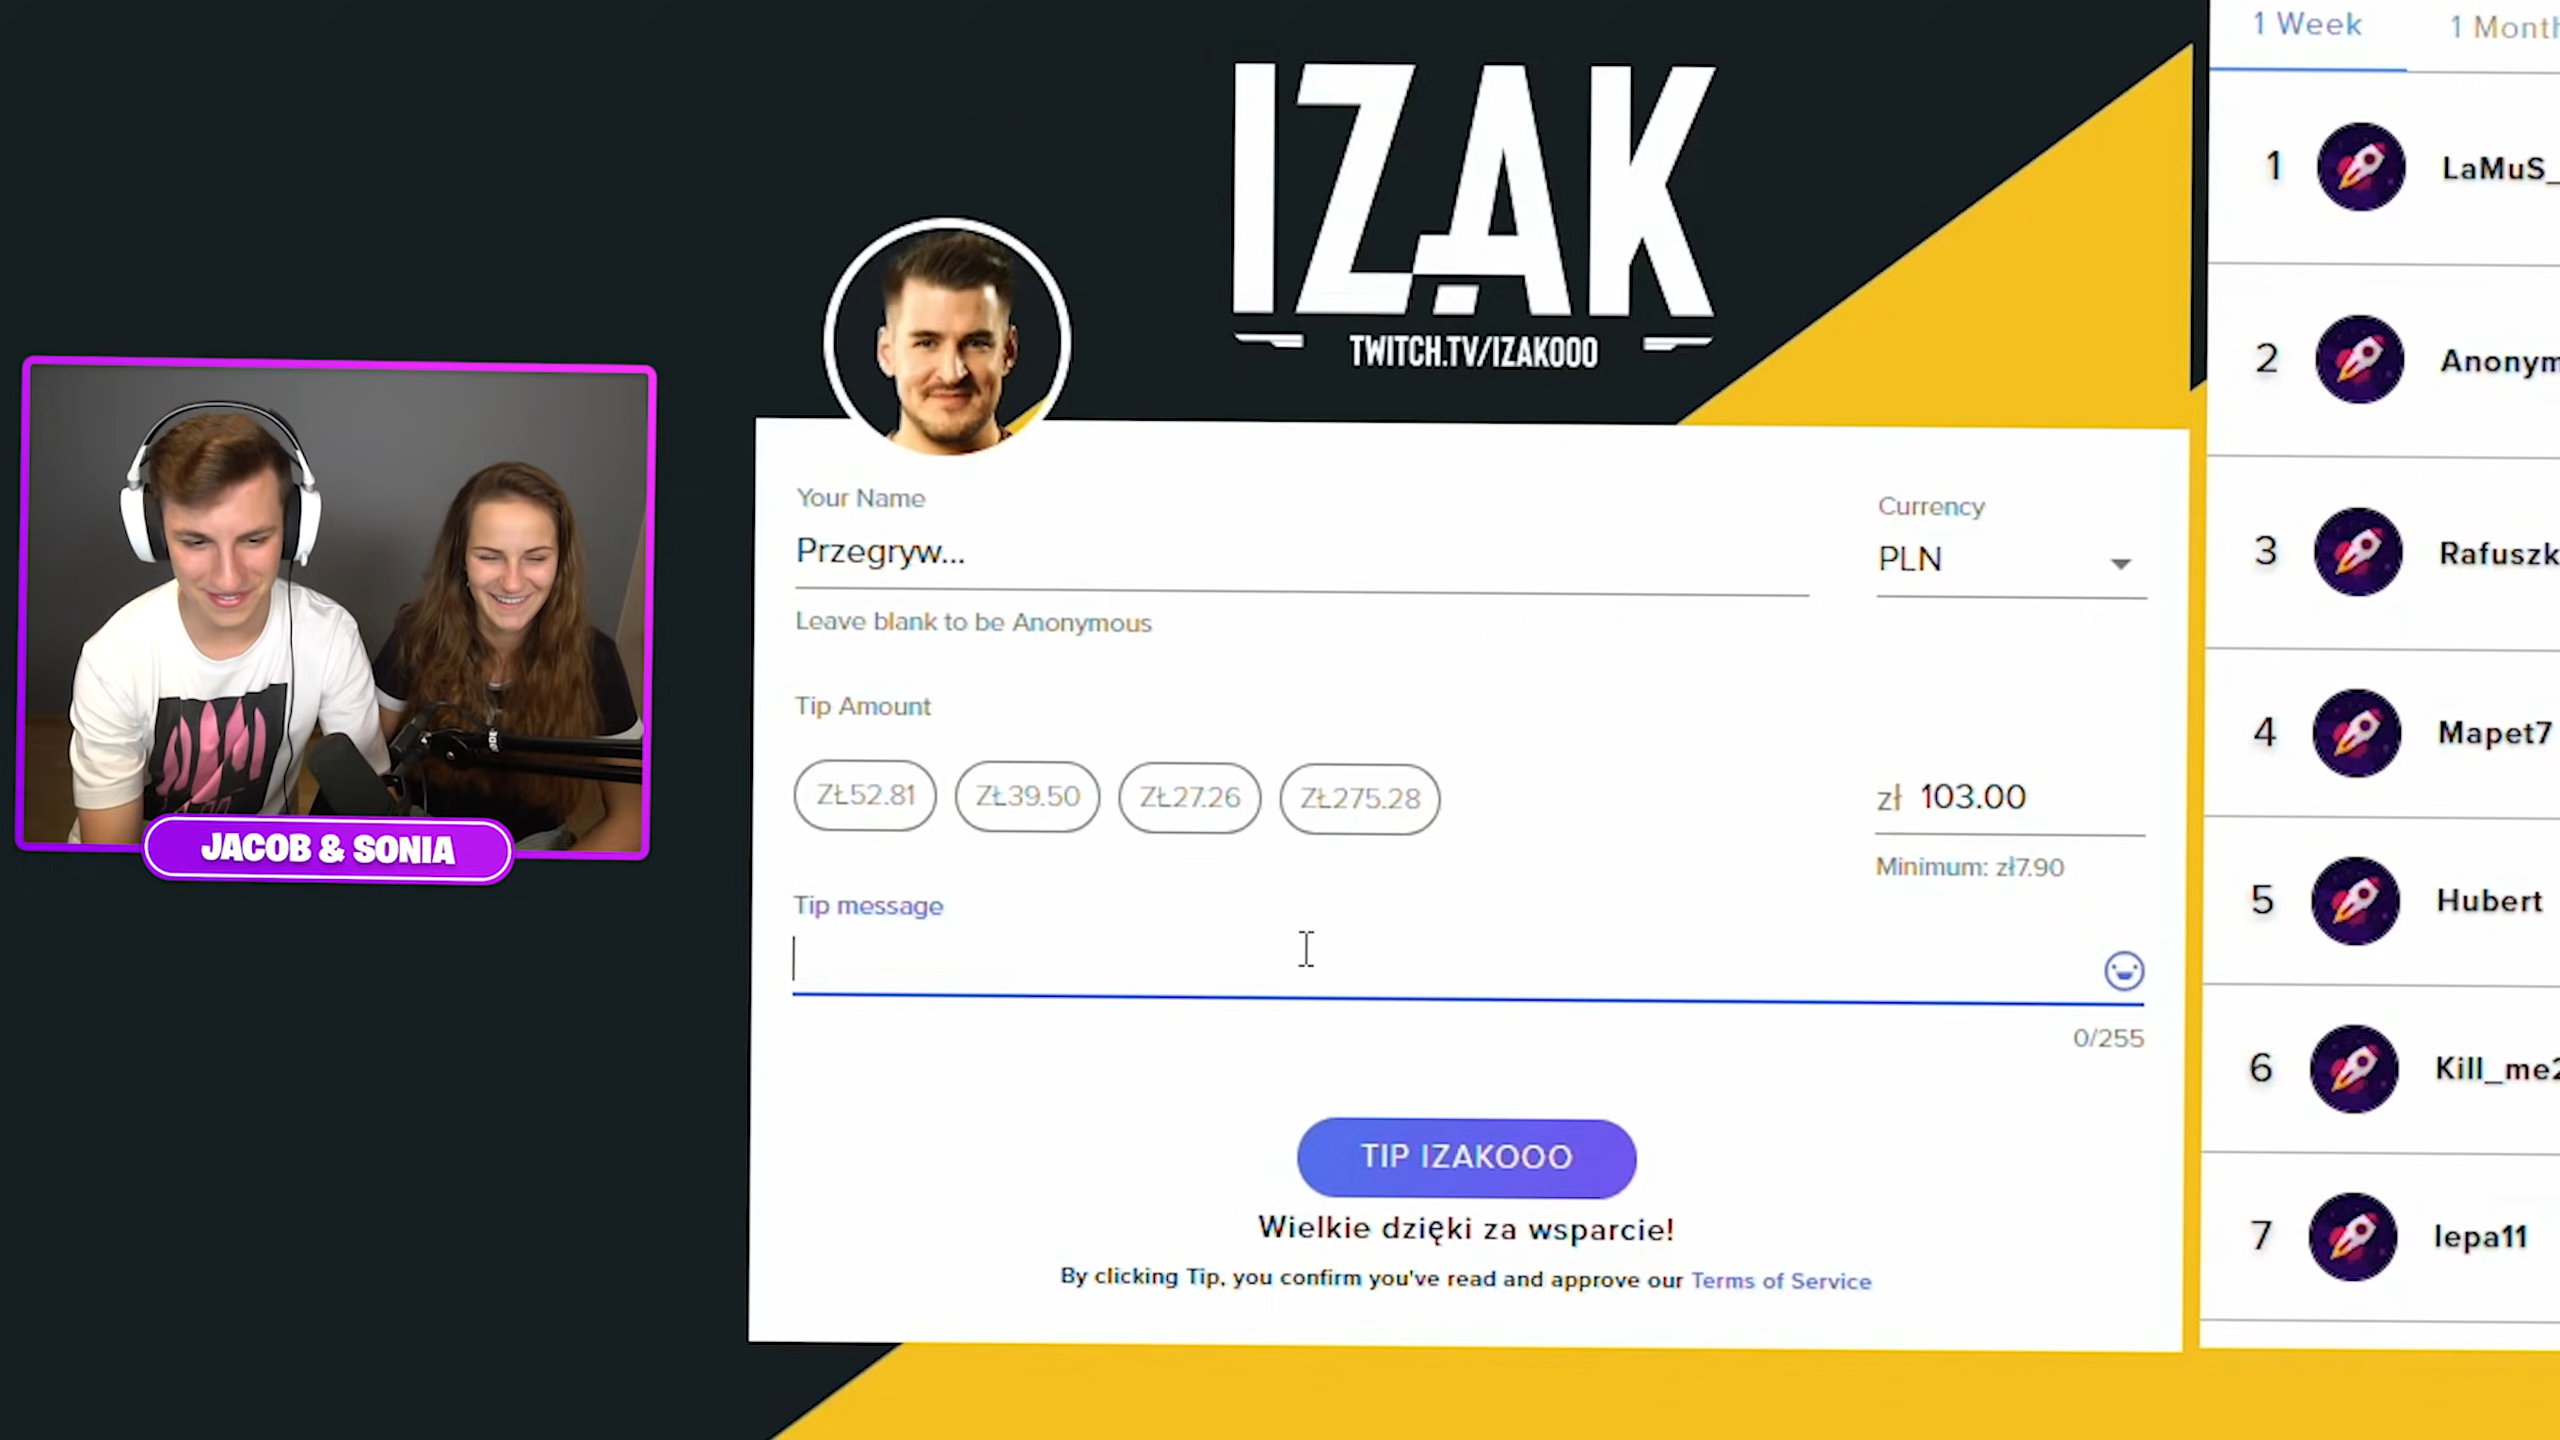 IZAK
TWITCH.TV/IZAKOOO
JACOB & SONIA
Your Name
Przegryw...
Leave blank to be Anonymous
Currency
PLN
Tip Amount
ZŁ52.81 ZŁ39.50 ZŁ27.26 ZŁ275.28
zł 103.00
Minimum: zł7.90
Tip message
0/255
TIP IZAKOOO
Wielkie dzięki za wsparcie!
By clicking Tip, you confirm you've read and approve our Terms of Service
1 Week 1 Month
1 LaMuS_
2 Anonym
3 Rafuszk
4 Mapet7
5 Hubert
6 Kill_me2
7 lepa11